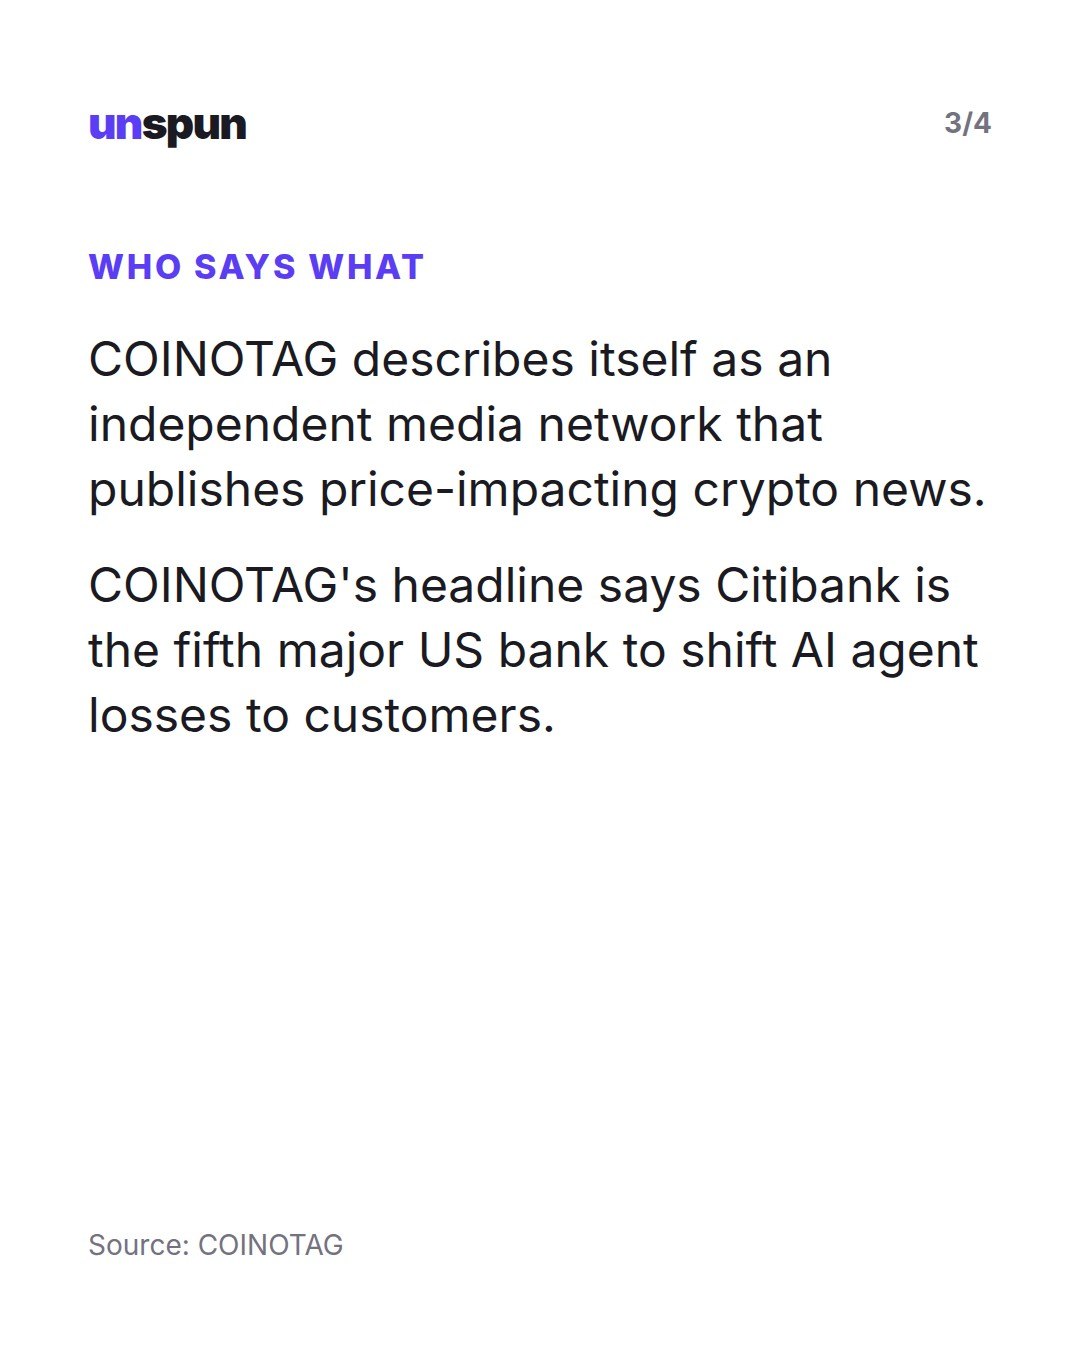 unspun
3/4
WHO SAYS WHAT
COINOTAG describes itself as an
independent media network that
publishes price-impacting crypto news.
COINOTAG's headline says Citibank is
the fifth major US bank to shift AI agent
losses to customers.
Source: COINOTAG